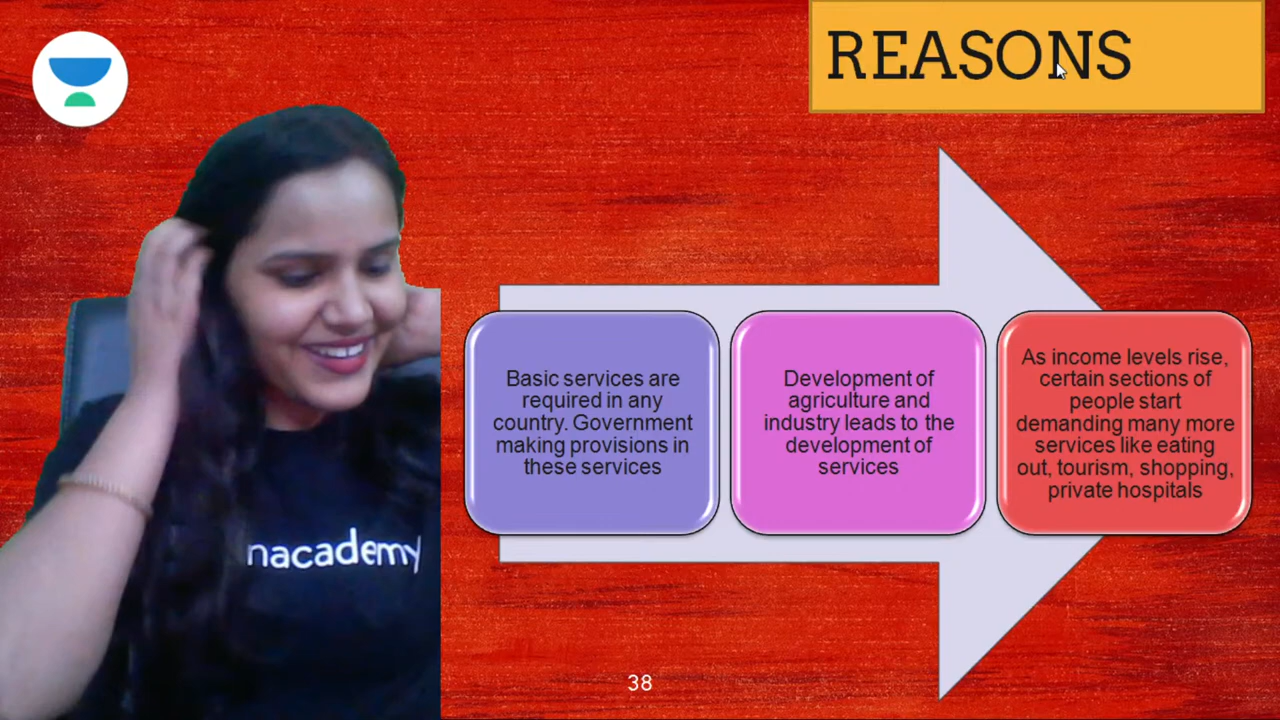 REASONS
Basic services are
required in any
country. Government
making provisions in
these services
Development of
agriculture and
industry leads to the
development of
services
As income levels rise,
certain sections of
people start
demanding many more
services like eating
out, tourism, shopping,
private hospitals
nacademy
38